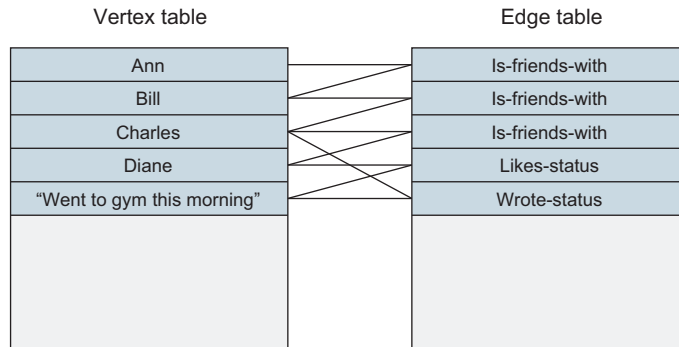 Vertex table
Edge table
Ann
Is-friends-with
Bill
Is-friends-with
Charles
Is-friends-with
Diane
Likes-status
“Went to gym this morning”
Wrote-status